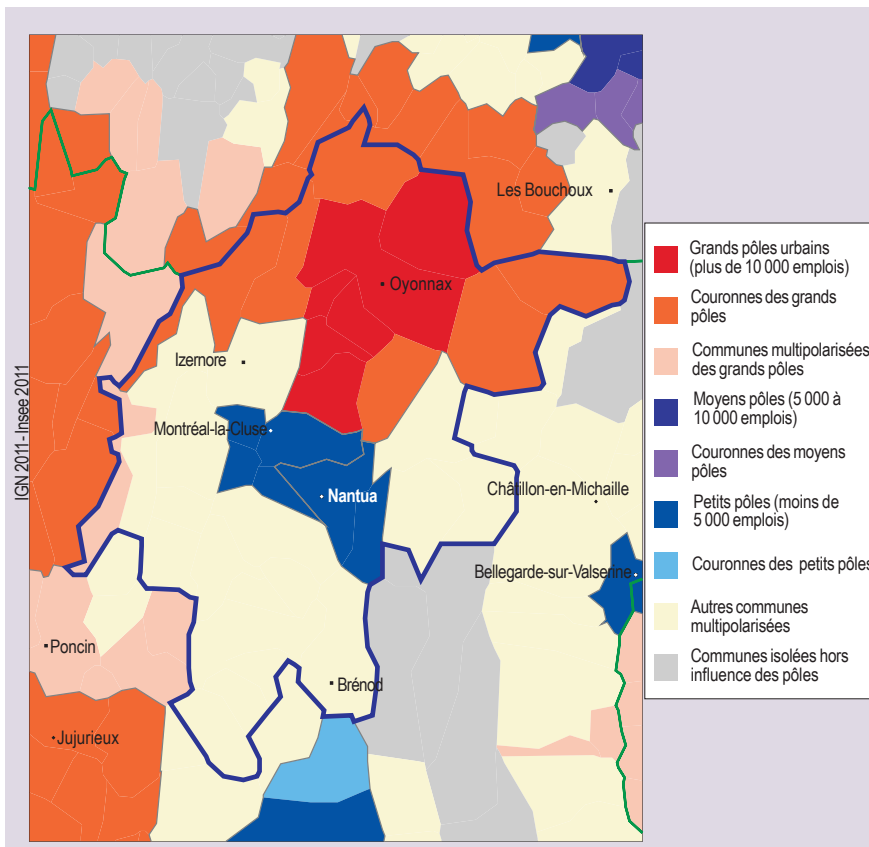 Les Bouchoux
Oyonnax
Izernore
Montréal-la-Cluse
Nantua
Châtillon-en-Michaille
Bellegarde-sur-Valserine
Poncin
Brénod
Jujurieux
IGN 2011 - Insee 2011
Grands pôles urbains
(plus de 10 000 emplois)
Couronnes des grands
pôles
Communes multipolarisées
des grands pôles
Moyens pôles (5 000 à
10 000 emplois)
Couronnes des moyens
pôles
Petits pôles (moins de
5 000 emplois)
Couronnes des petits pôles
Autres communes
multipolarisées
Communes isolées hors
influence des pôles